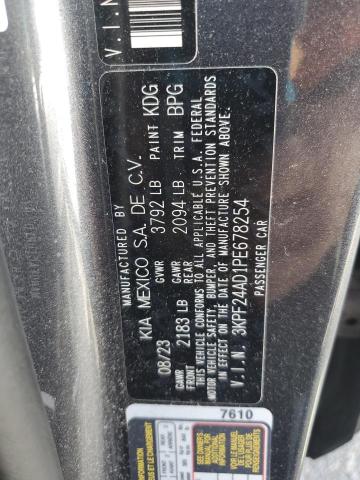 V.I.N
MANUFACTURED BY
KIA MEXICO S.A. DE C.V.
08/23 GVWR 3792 LB PAINT KDG
GAWR FRONT 2183 LB GAWR REAR 2094 LB TRIM BPG
THIS VEHICLE CONFORMS TO ALL APPLICABLE U.S.A. FEDERAL
MOTOR VEHICLE SAFETY, BUMPER, AND THEFT PREVENTION STANDARDS
IN EFFECT ON THE DATE OF MANUFACTURE SHOWN ABOVE.
V.I.N. 3KPF24AD1PE678254
PASSENGER CAR
7610
SEE OWNER'S